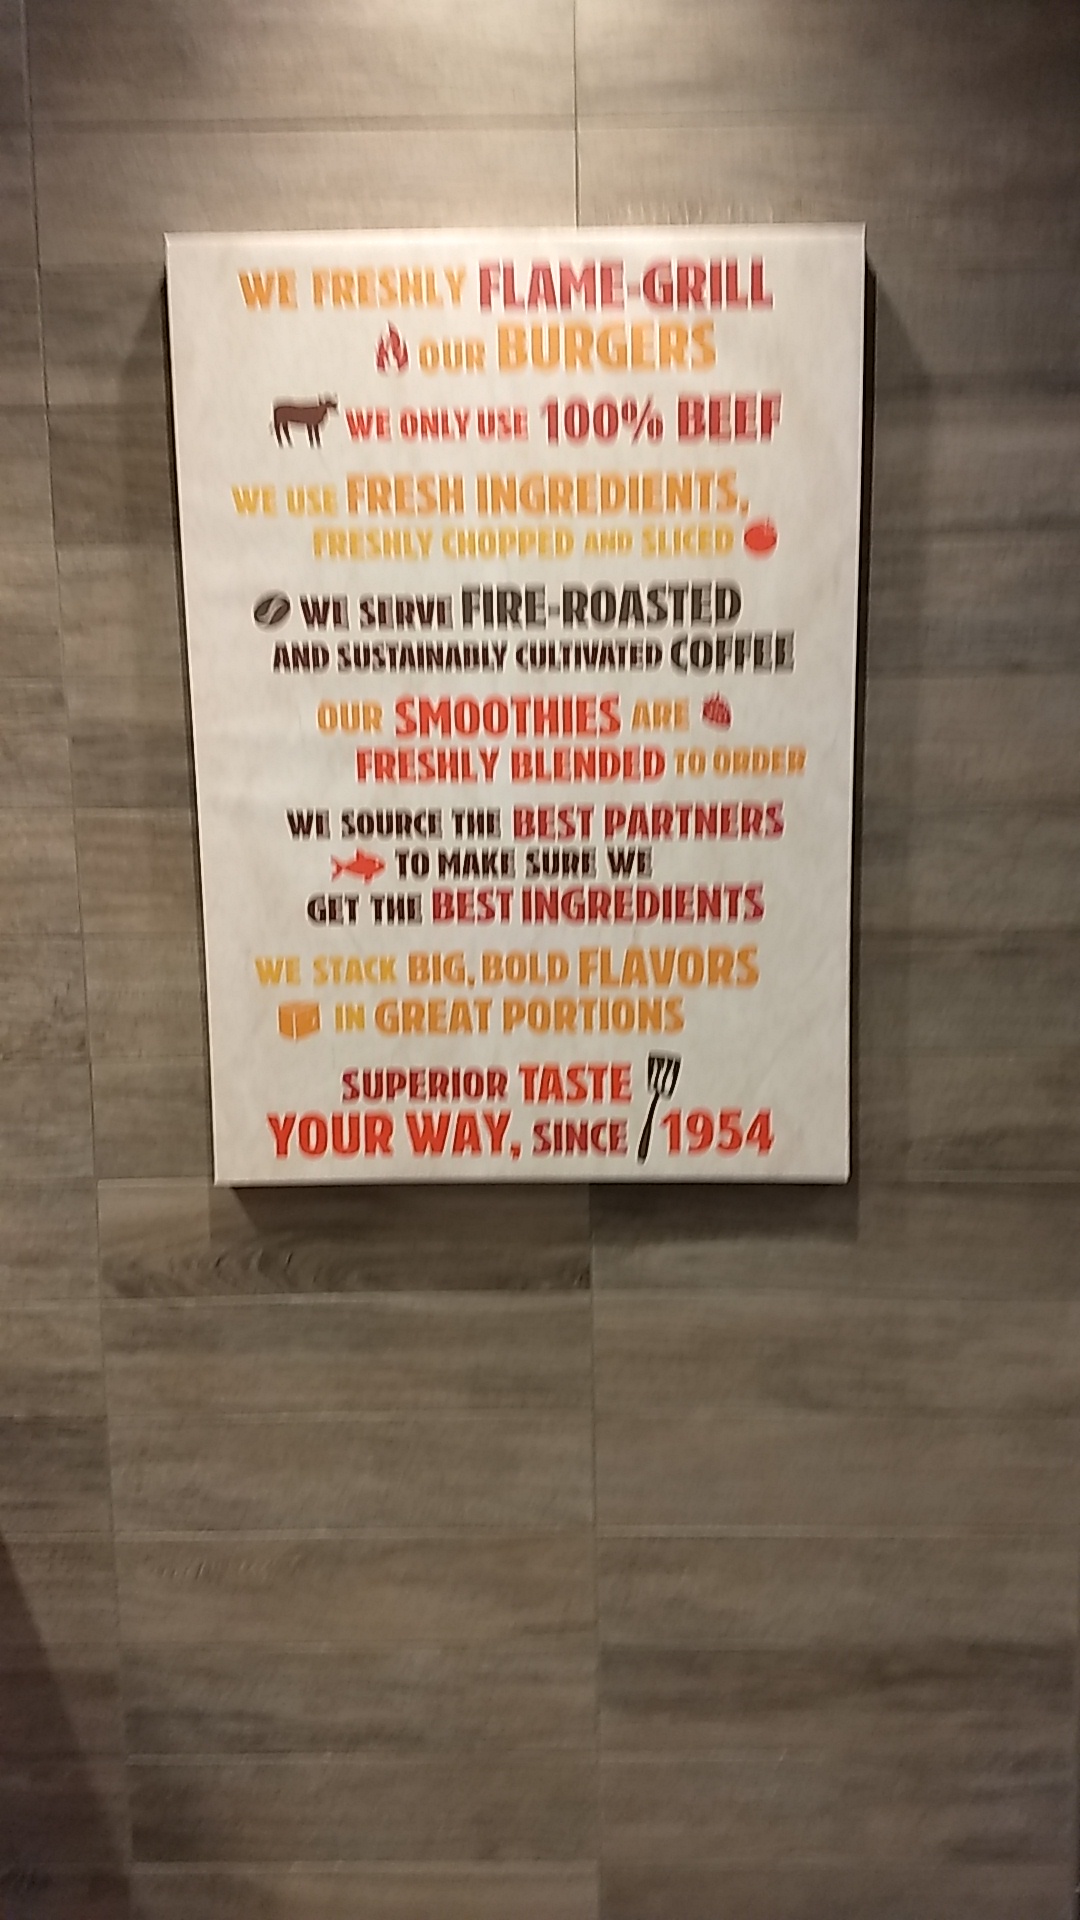 WE FRESHLY FLAME-GRILL
OUR BURGERS
WE ONLY USE 100% BEEF
WE USE FRESH INGREDIENTS,
FRESHLY CHOPPED AND SLICED
WE SERVE FIRE-ROASTED
AND SUSTAINABLY CULTIVATED COFFEE
OUR SMOOTHIES ARE
FRESHLY BLENDED TO ORDER
WE SOURCE THE BEST PARTNERS
TO MAKE SURE WE
GET THE BEST INGREDIENTS
WE STACK BIG, BOLD FLAVORS
IN GREAT PORTIONS
SUPERIOR TASTE
YOUR WAY, SINCE 1954